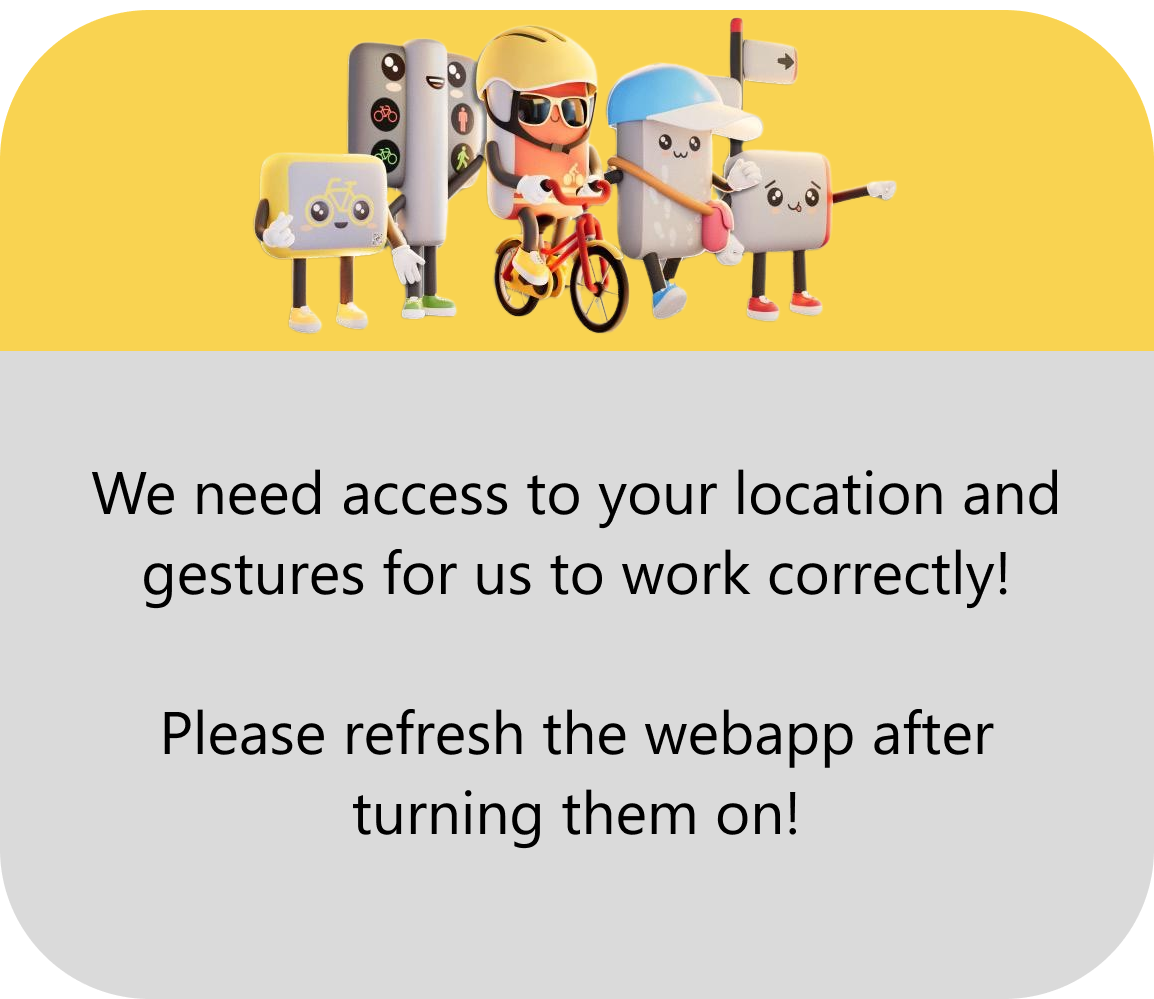 We need access to your location and
gestures for us to work correctly!
Please refresh the webapp after
turning them on!